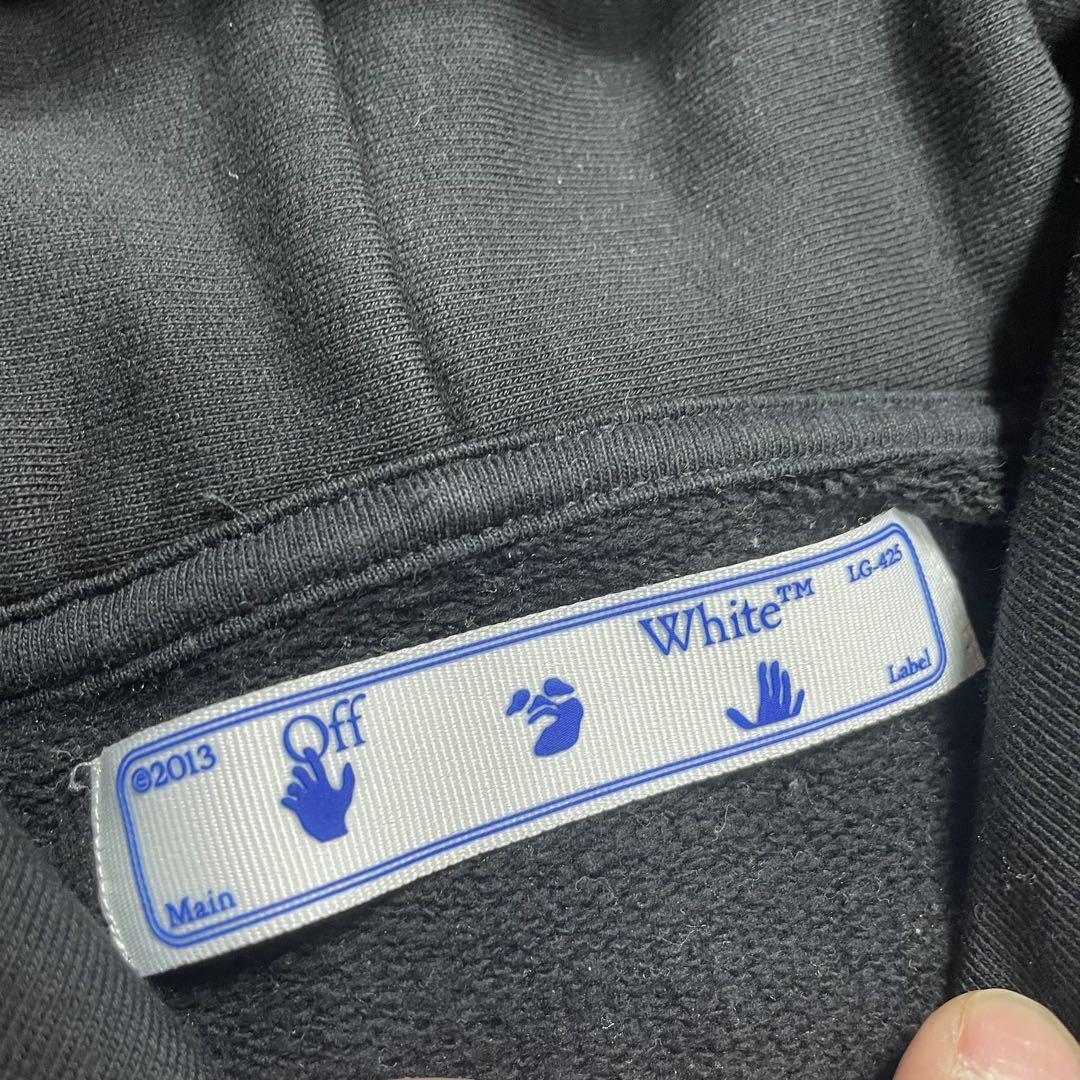 ©2013
Off
White™
LG-425
Main
Label